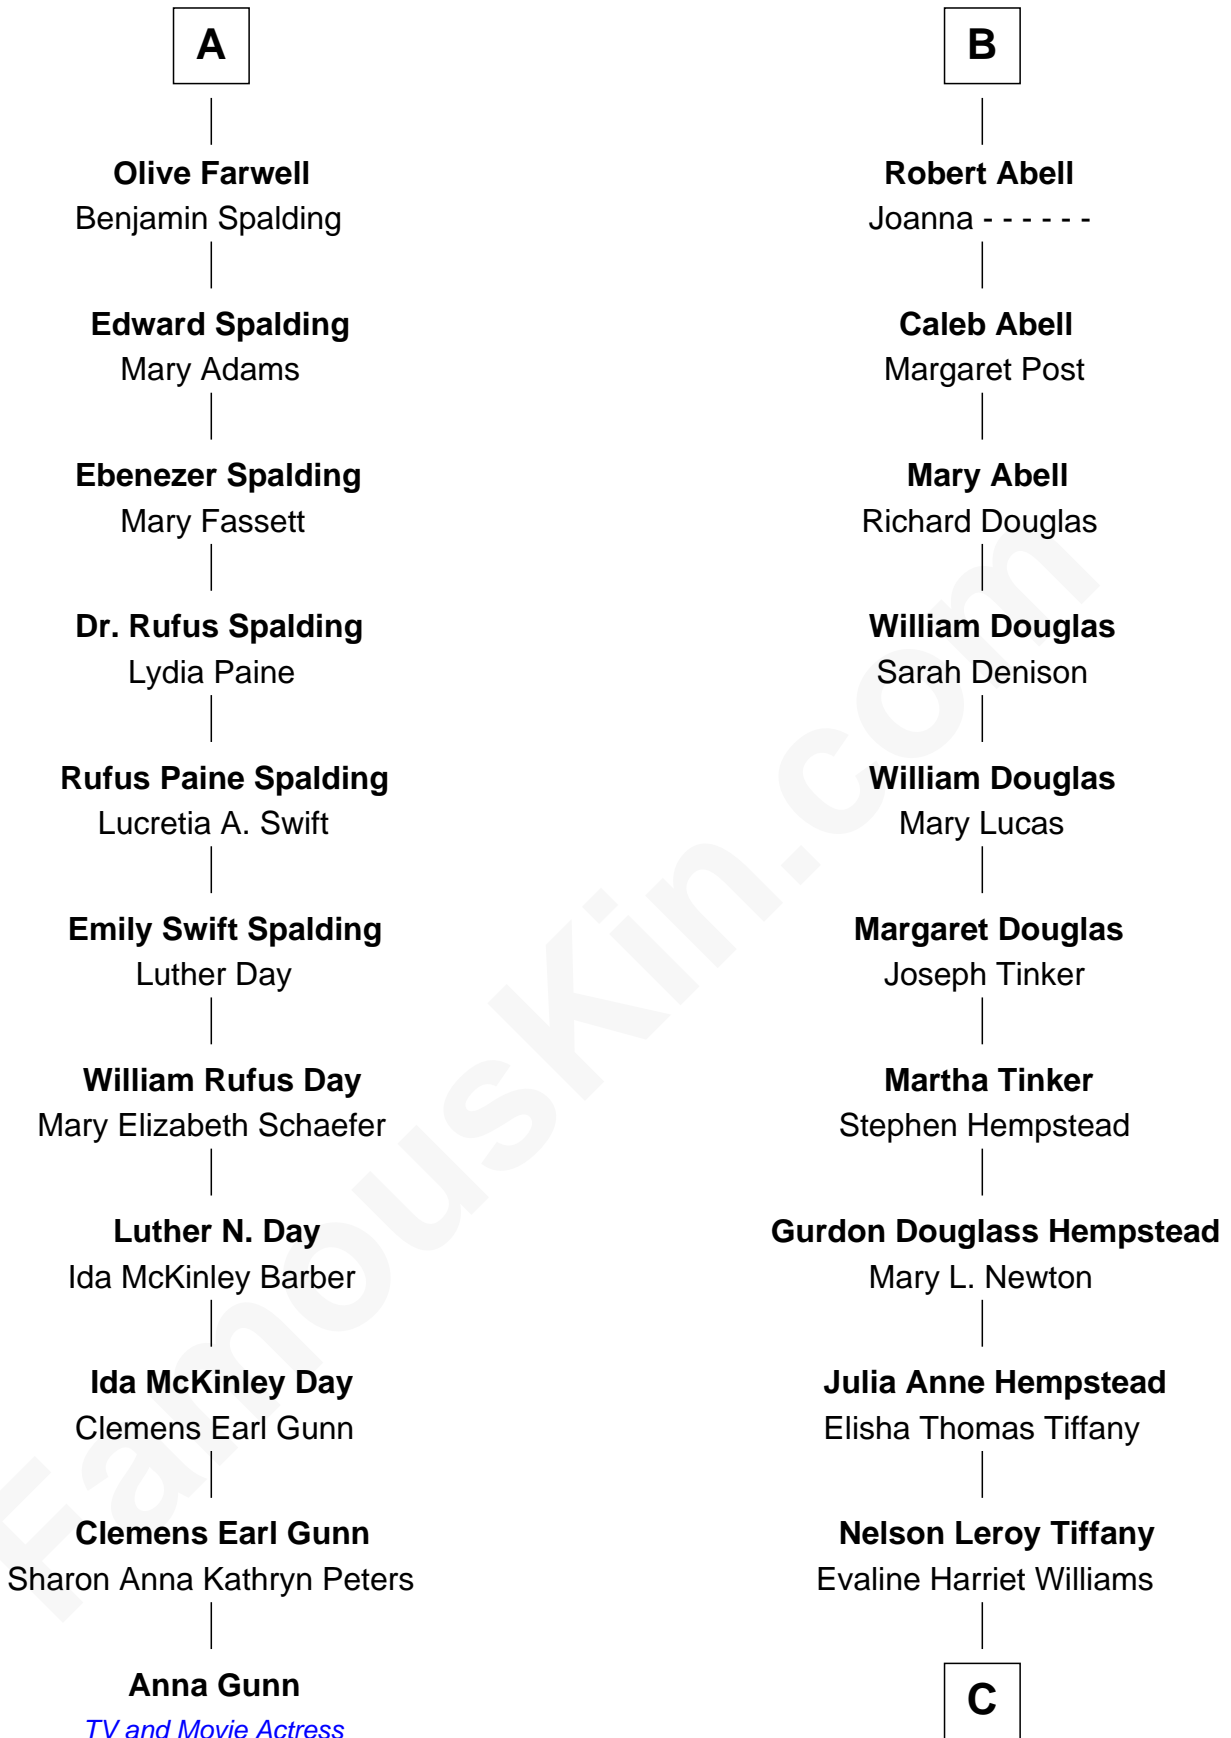 A
Olive Farwell
Benjamin Spalding
Edward Spalding
Mary Adams
Ebenezer Spalding
Mary Fassett
Dr. Rufus Spalding
Lydia Paine
Rufus Paine Spalding
Lucretia A. Swift
Emily Swift Spalding
Luther Day
William Rufus Day
Mary Elizabeth Schaefer
Luther N. Day
Ida McKinley Barber
Ida McKinley Day
Clemens Earl Gunn
Clemens Earl Gunn
Sharon Anna Kathryn Peters
Anna Gunn
TV and Movie Actress
B
Robert Abell
Joanna - - - - - -
Caleb Abell
Margaret Post
Mary Abell
Richard Douglas
William Douglas
Sarah Denison
William Douglas
Mary Lucas
Margaret Douglas
Joseph Tinker
Martha Tinker
Stephen Hempstead
Gurdon Douglass Hempstead
Mary L. Newton
Julia Anne Hempstead
Elisha Thomas Tiffany
Nelson Leroy Tiffany
Evaline Harriet Williams
C
FamousKin.com